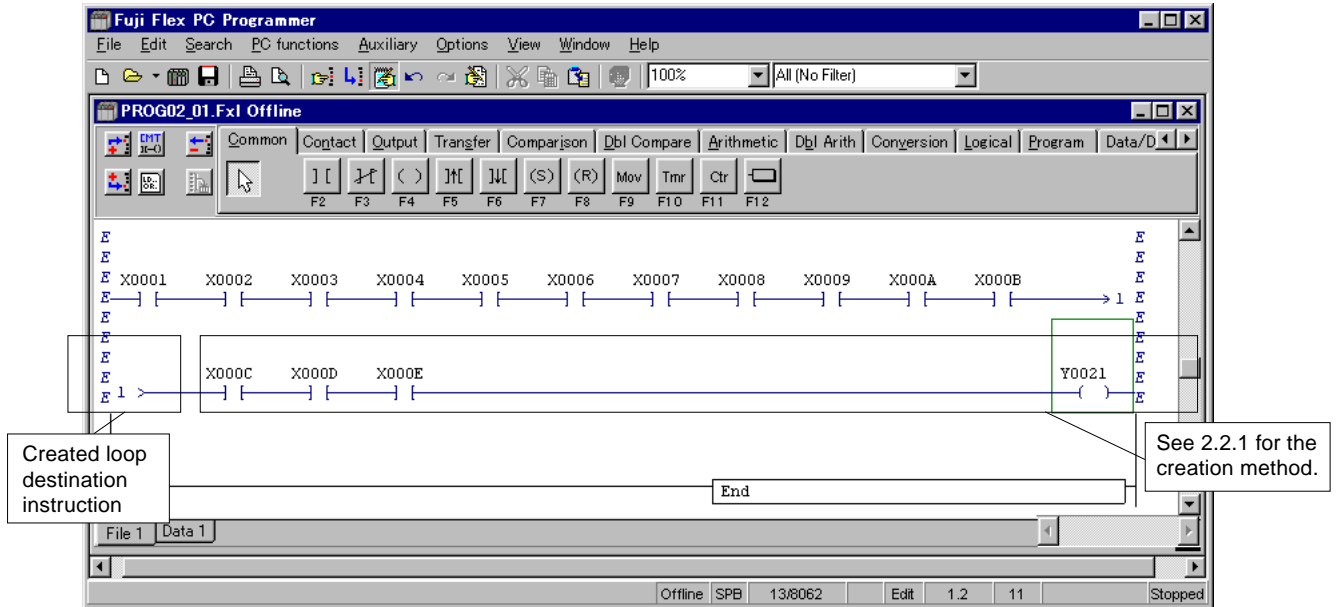 Fuji Flex PC Programmer
File Edit Search PC functions Auxiliary Options View Window Help
100% All (No Filter)
PROG02_01.Fxl Offline
CMT
Common Contact Output Transfer Comparison Dbl Compare Arithmetic Dbl Arith Conversion Logical Program Data/D
LD.. OR. ( ) (S) (R) Mov Tmr Ctr
F2 F3 F4 F5 F6 F7 F8 F9 F10 F11 F12
E E
E E
E X0001 X0002 X0003 X0004 X0005 X0006 X0007 X0008 X0009 X000A X000B E
E 1 E
E E
E E
E E
E X000C X000D X000E Y0021 E
E 1 E
Created loop
destination
instruction
See 2.2.1 for the
creation method.
End
File 1 Data 1
Offline SPB 13/8062 Edit 1.2 11 Stopped